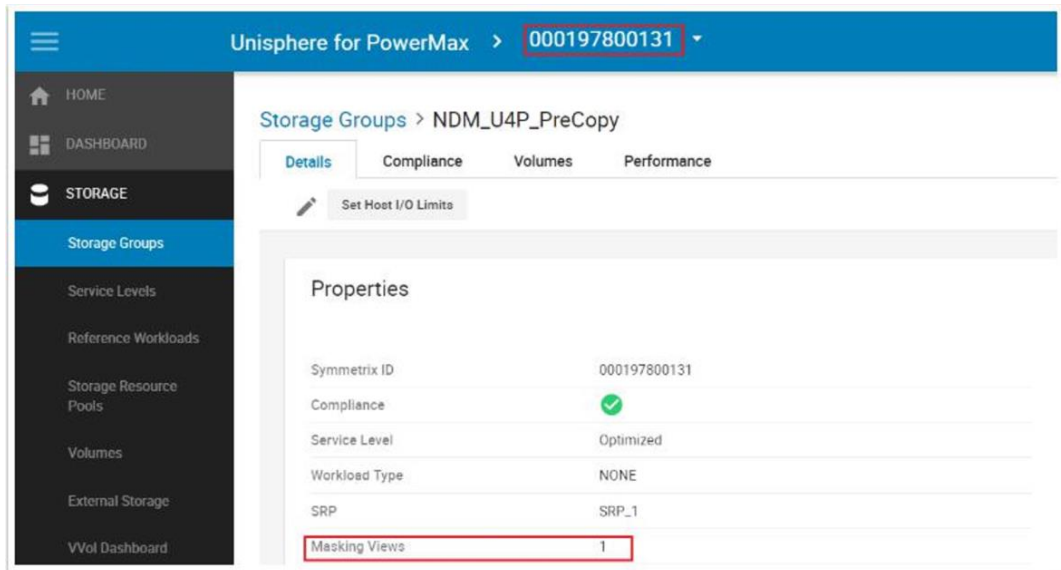 Unisphere for PowerMax > 000197800131
HOME
DASHBOARD
STORAGE
Storage Groups
Service Levels
Reference Workloads
Storage Resource
Pools
Volumes
External Storage
VVol Dashboard
Storage Groups > NDM_U4P_PreCopy
Details Compliance Volumes Performance
Set Host I/O Limits
Properties
Symmetrix ID 000197800131
Compliance
Service Level Optimized
Workload Type NONE
SRP SRP_1
Masking Views 1